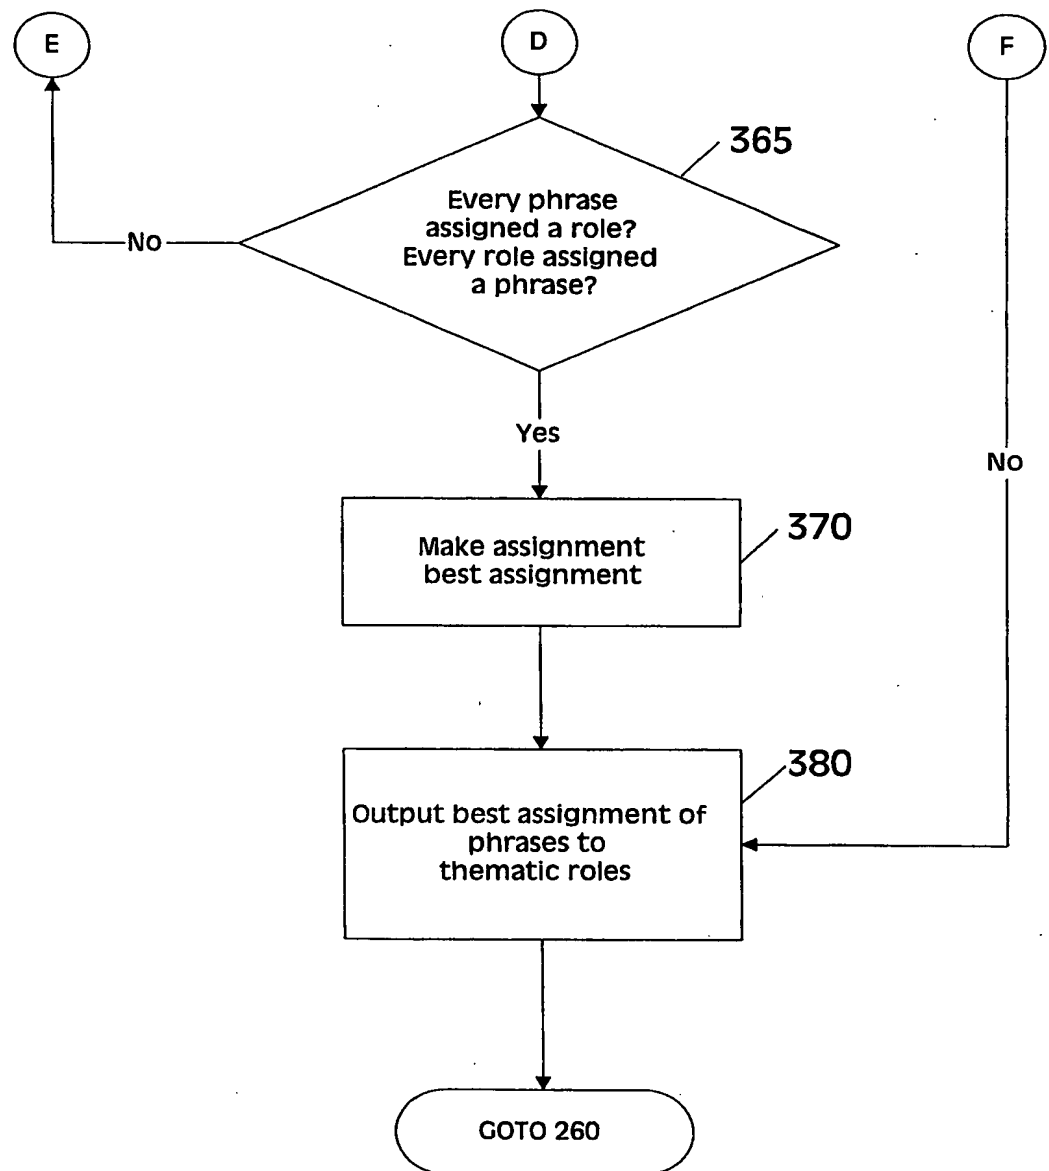 E
D
F
365
Every phrase
assigned a role?
Every role assigned
a phrase?
No
Yes
No
370
Make assignment
best assignment
380
Output best assignment of
phrases to
thematic roles
GOTO 260